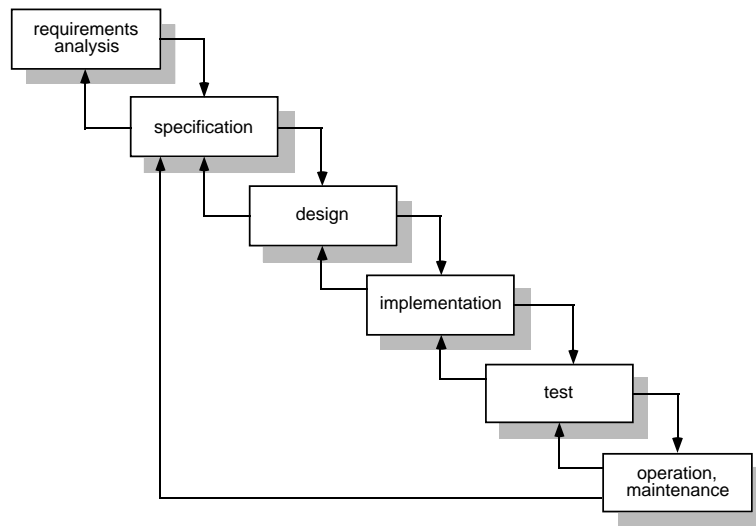 requirements
analysis
specification
design
implementation
test
operation,
maintenance